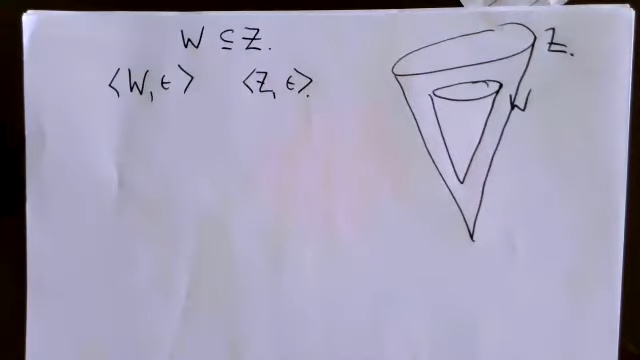 W ⊆ Z.
⟨W, ∈⟩ ⟨Z, ∈⟩.
Z.
W